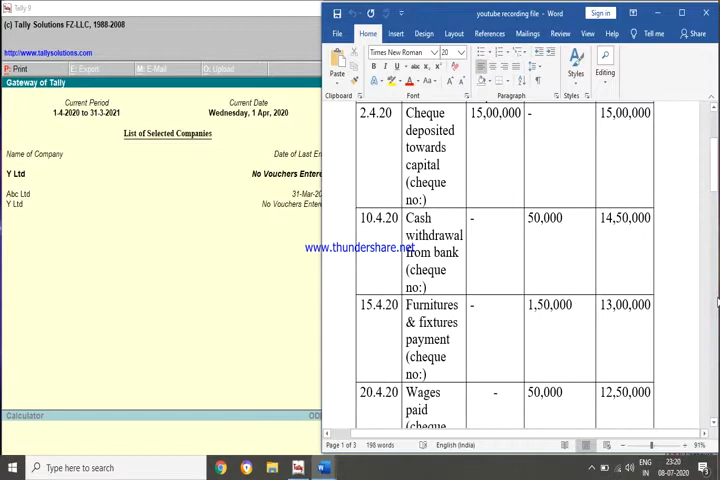 Tally 9
(c) Tally Solutions FZ-LLC, 1988-2008
http://www.tallysolutions.com
P: Print
E: Export
M: E-Mail
O: Upload
Gateway of Tally
Current Period
Current Date
1-4-2020 to 31-3-2021
Wednesday, 1 Apr, 2020
List of Selected Companies
Name of Company
Date of Last En
Y Ltd
No Vouchers Entere
Abc Ltd
31-Mar-20
Y Ltd
No Vouchers Entere
Calculator
www.thundershare.net
youtube recording file - Word
Sign in
File
Home
Insert
Design
Layout
References
Mailings
Review
View
Help
Tell me
Share
Paste
Times New Roman
20
Styles
Editing
Clipboard
Font
Paragraph
Styles
2.4.20 Cheque 15,00,000 - 15,00,000
deposited
towards
capital
(cheque
no:)
10.4.20 Cash - 50,000 14,50,000
withdrawal
from bank
(cheque
no:)
15.4.20 Furnitures - 1,50,000 13,00,000
& fixtures
payment
(cheque
no:)
20.4.20 Wages - 50,000 12,50,000
paid
(cheque
Page 1 of 3
198 words
English (India)
91%
Type here to search
ENG
IN
23:20
08-07-2020
3